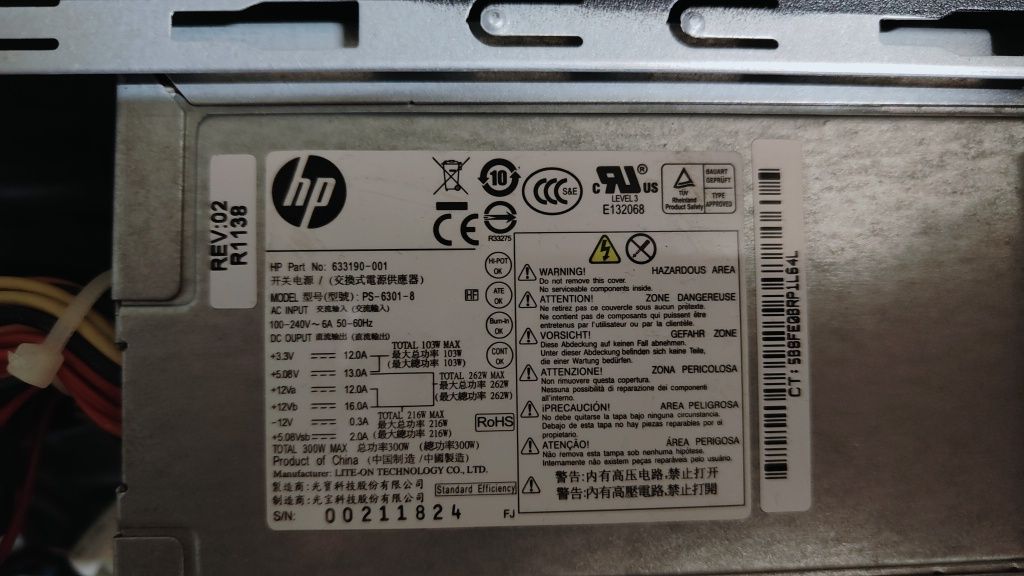 REV:02
R1138
hp
10
CCC S&E
c RU ® US
LEVEL 3
E132068
TÜV
Rheinland
Product Safety
BAUART
GEPRÜFT
TYPE
APPROVED
CE
R33275
HP Part No: 633190-001
开关电源 / (交換式電源供應器)
MODEL 型号(型號): PS-6301-8
AC INPUT 交流输入 (交流輸入)
100-240V~ 6A 50-60Hz
DC OUTPUT 直流输出 (直流輸出)
+3.3V 12.0A
+5.08V 13.0A
+12Va 12.0A
+12Vb 16.0A
-12V 0.3A
+5.08Vsb 2.0A
TOTAL 103W MAX
最大总功率 103W
(最大總功率 103W)
TOTAL 262W MAX
最大总功率 262W
(最大總功率 262W)
TOTAL 216W MAX
最大总功率 216W
(最大總功率 216W)
TOTAL 300W MAX 总功率300W (總功率300W)
Product of China (中国制造 /中國製造)
Manufacturer: LITE-ON TECHNOLOGY CO., LTD.
製造商:光寶科技股份有限公司
制造商:光宝科技股份有限公司
Standard Efficiency
S/N: 00211824 FJ
HF
Hi-POT
OK
ATE
OK
Burn-in
OK
CONT
OK
RoHS
WARNING! HAZARDOUS AREA
Do not remove this cover.
No serviceable components inside.
ATTENTION! ZONE DANGEREUSE
Ne retirez pas ce couvercle sous aucun prétexte.
Ne contient pas de composants qui puissent être
entretenus par l'utilisateur ou par la clientèle.
VORSICHT! GEFAHR ZONE
Diese Abdeckung auf keinen Fall abnehmen.
Unter dieser Abdeckung befinden sich keine Teile,
die einer Wartung bedürfen.
ATTENZIONE! ZONA PERICOLOSA
Non rimuovere questa copertura.
Nessuna possibilità di reparazione dei componenti
all'interno.
¡PRECAUCIÓN! AREA PELIGROSA
No debe quitarse la tapa bajo ninguna circunstancia.
Debajo de esta tapa no hay piezas reparables por el
propietario.
ATENÇÃO! ÁREA PERIGOSA
Não remova esta tampa sob nenhuma hipótese.
Internamente não existem peças reparáveis pelo usuário.
警告:内有高压电路,禁止打开
警告:內有高壓電路,禁止打開
CT: 5BBFE0BRP1L64L